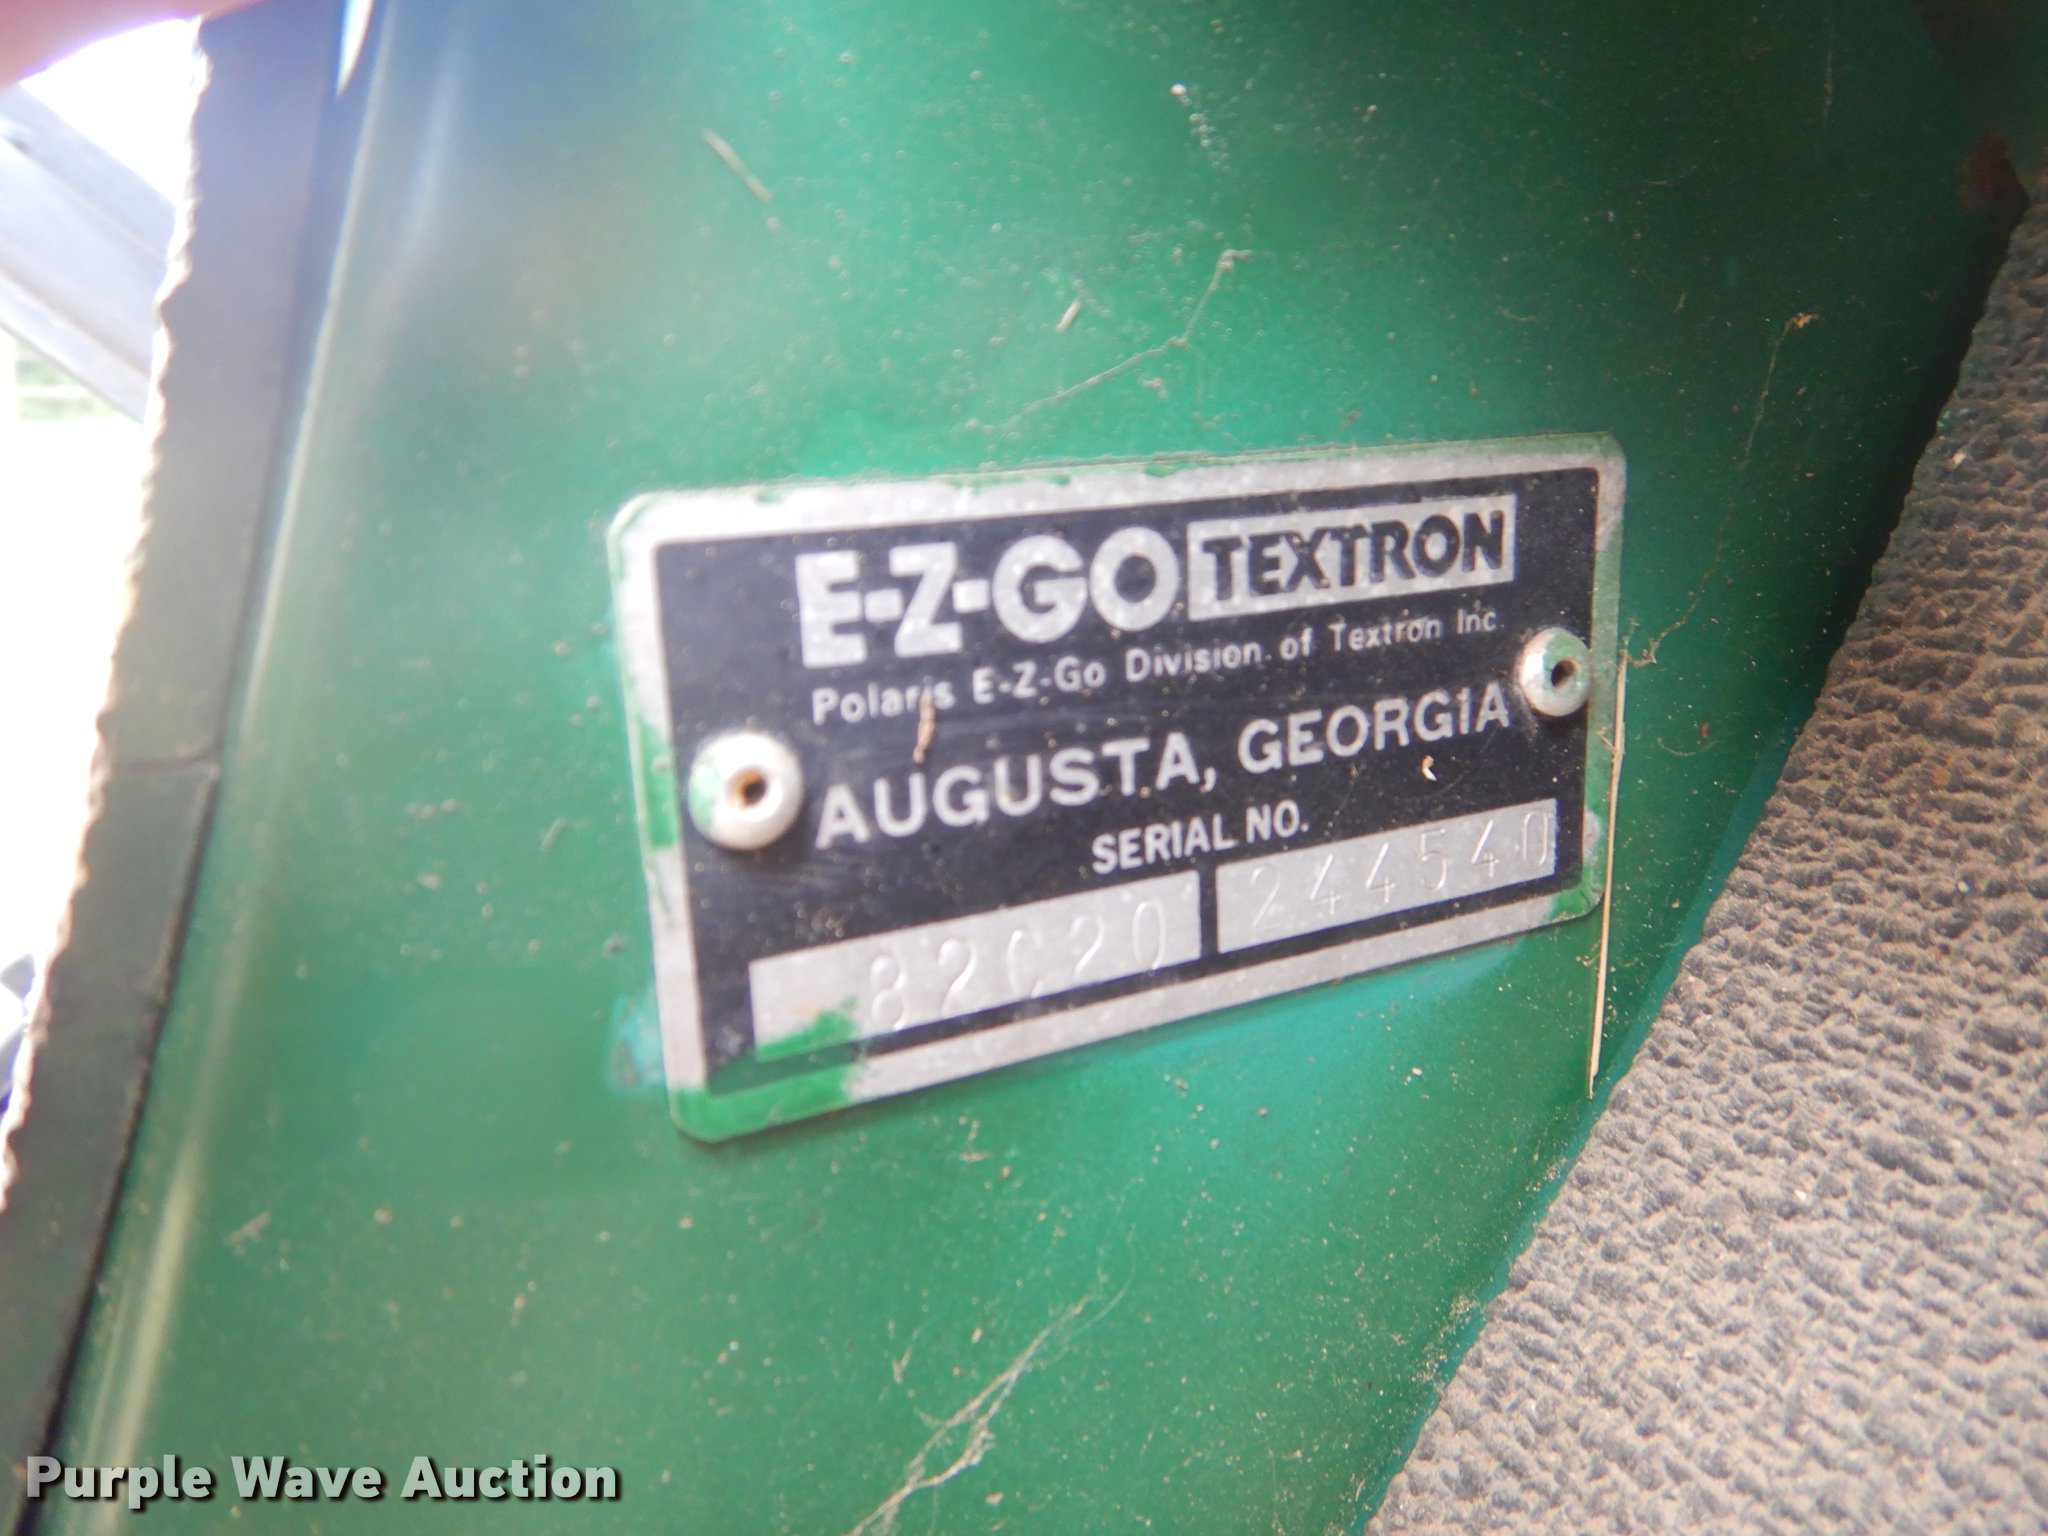 E-Z-GO TEXTRON
Polaris E-Z-Go Division of Textron Inc.
AUGUSTA, GEORGIA
SERIAL NO.
82C20 244540
Purple Wave Auction